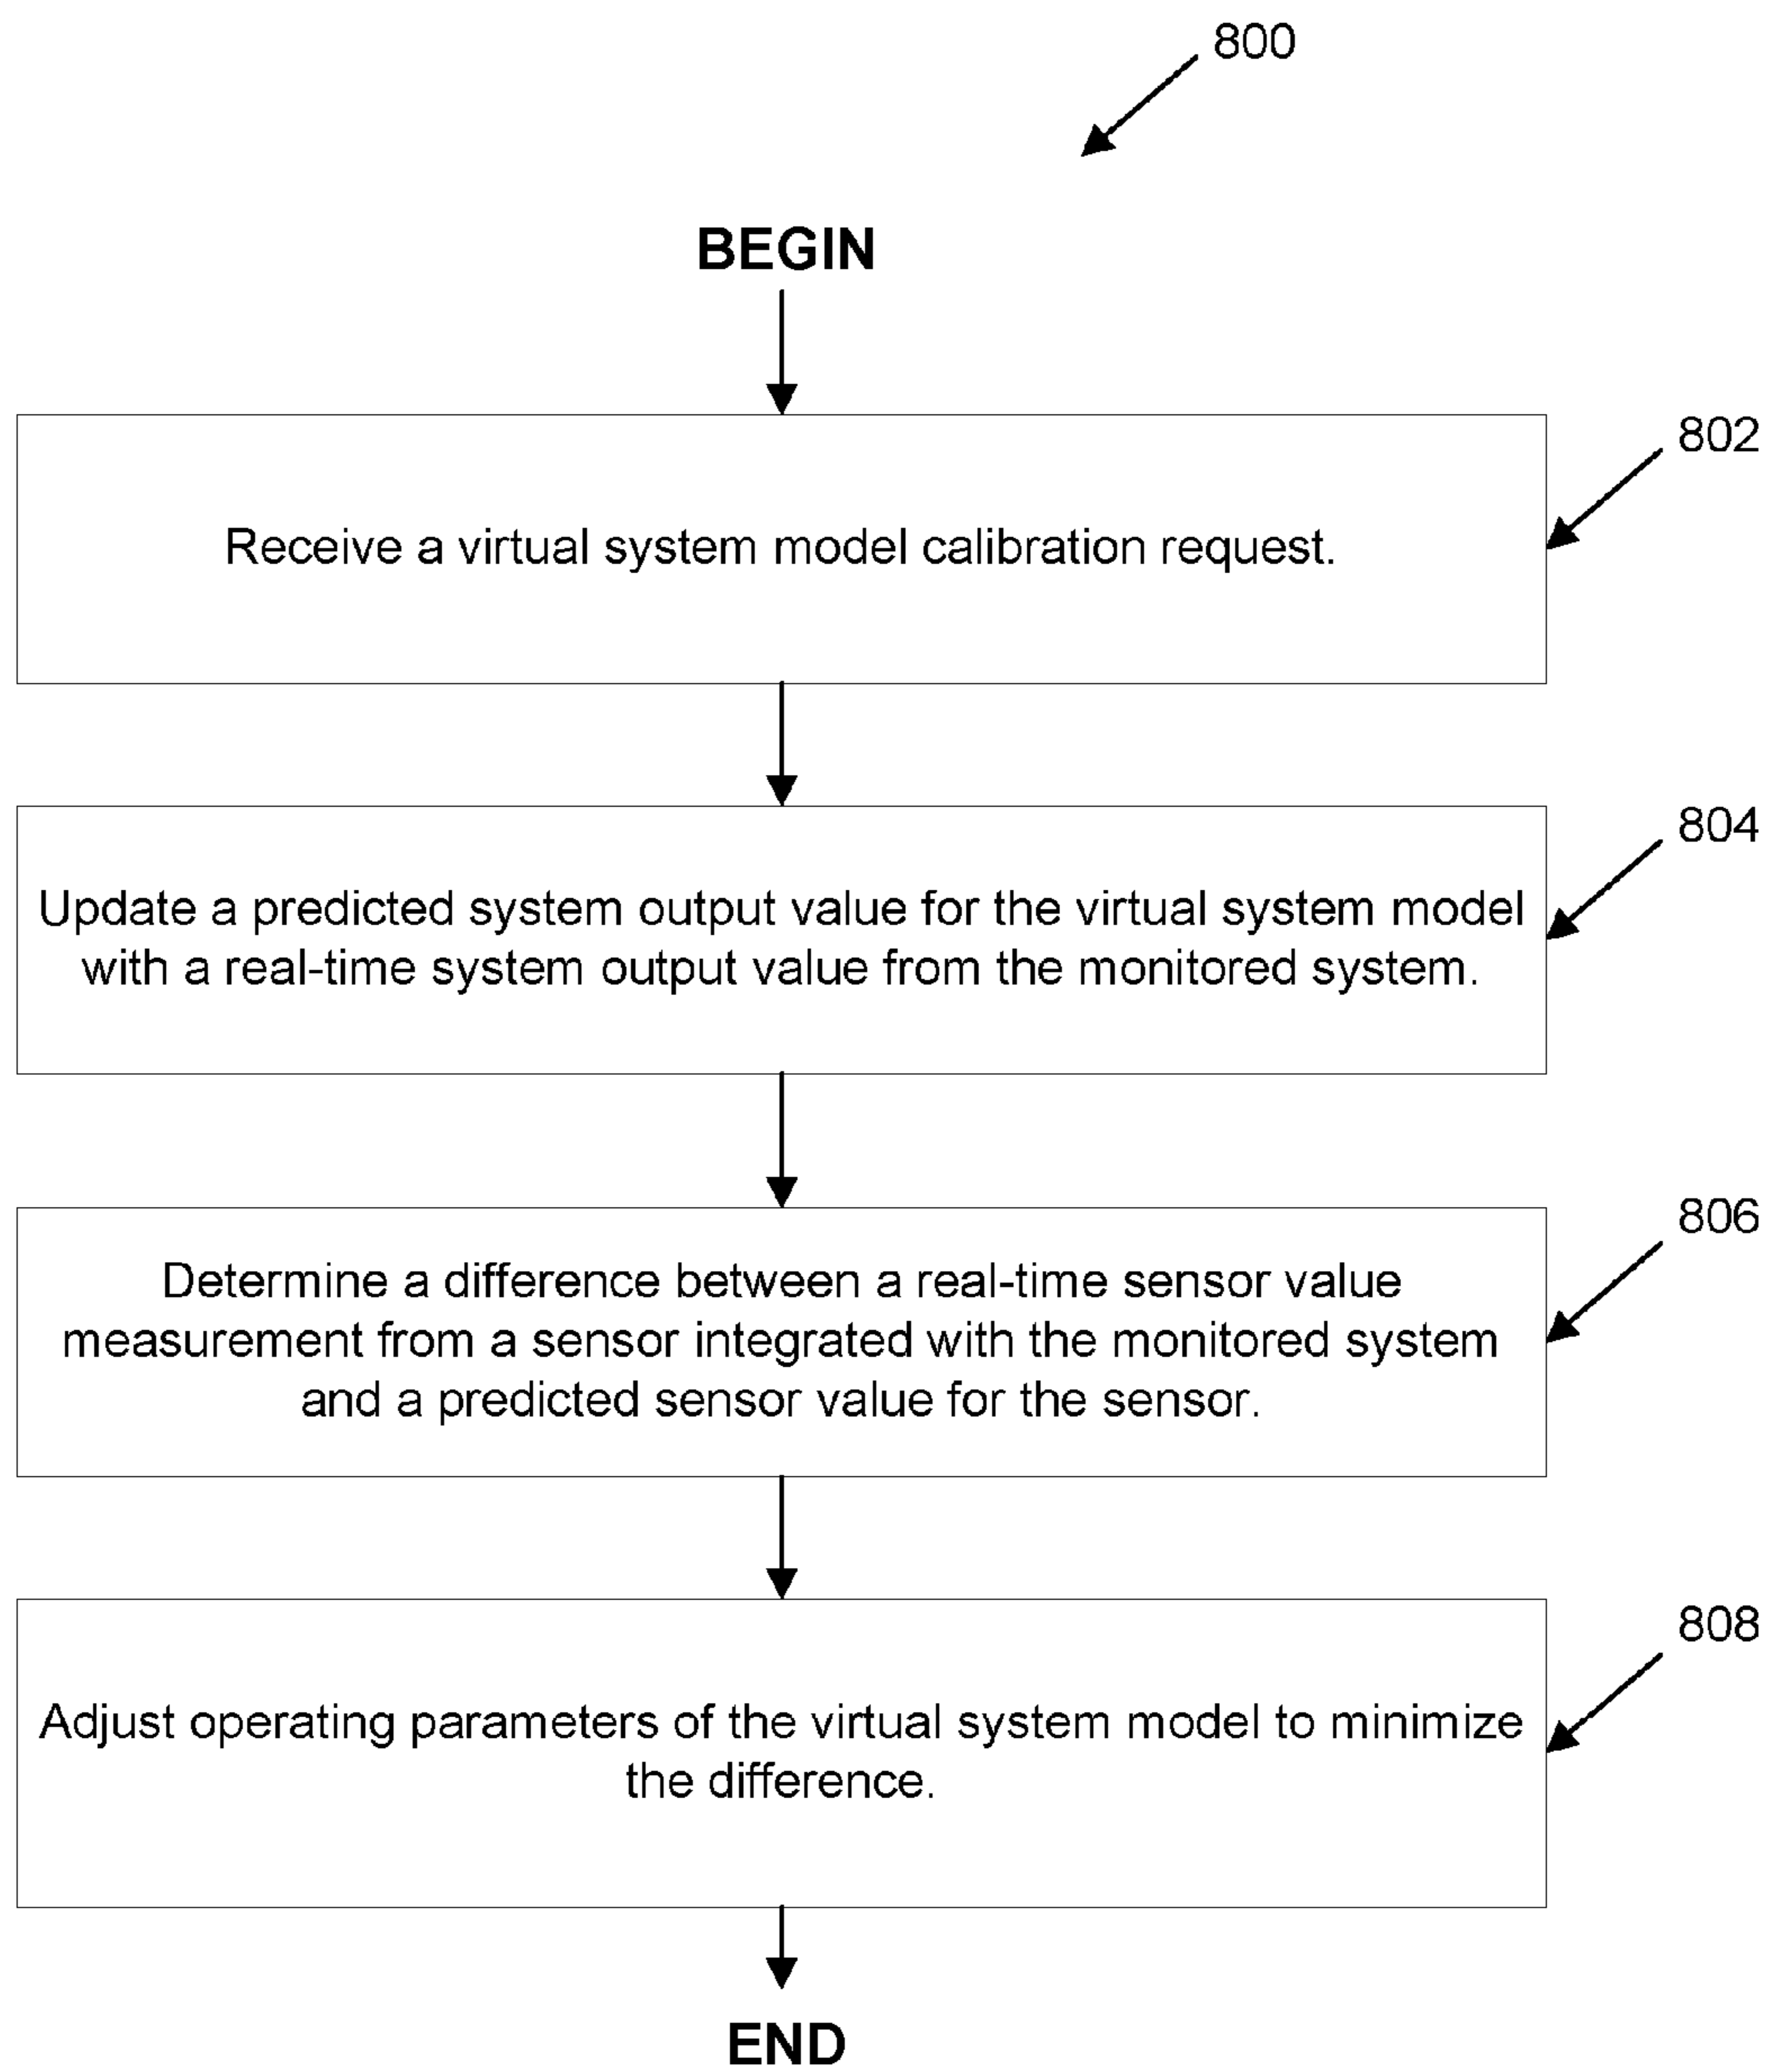 800
BEGIN
802
Receive a virtual system model calibration request.
804
Update a predicted system output value for the virtual system model
with a real-time system output value from the monitored system.
806
Determine a difference between a real-time sensor value
measurement from a sensor integrated with the monitored system
and a predicted sensor value for the sensor.
808
Adjust operating parameters of the virtual system model to minimize
the difference.
END